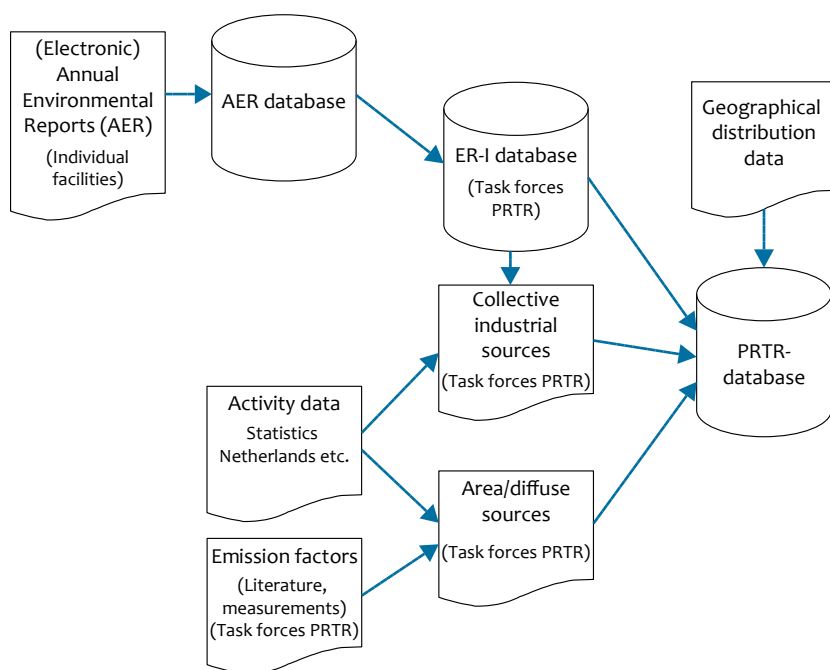 (Electronic)
Annual
Environmental
Reports (AER)
(Individual
facilities)
AER database
ER-I database
(Task forces
PRTR)
Geographical
distribution
data
Collective
industrial
sources
(Task forces PRTR)
PRTR-
database
Activity data
Statistics
Netherlands etc.
Area/diffuse
sources
(Task forces PRTR)
Emission factors
(Literature,
measurements)
(Task forces PRTR)